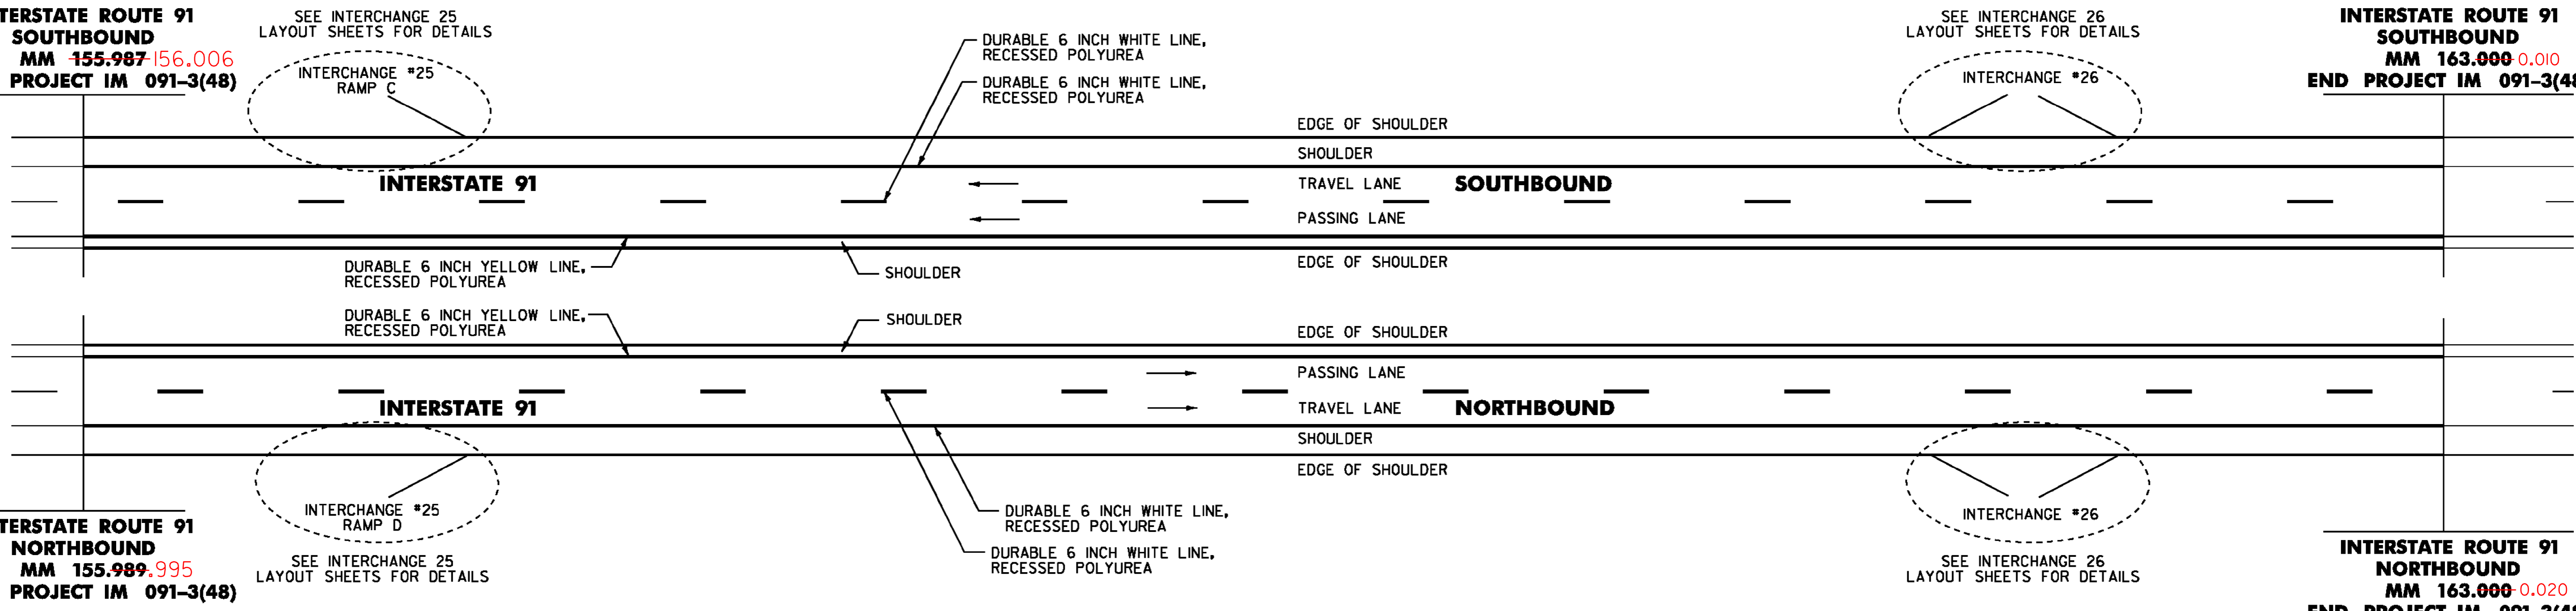 TERSTATE ROUTE 91
SOUTHBOUND
MM 155.987 156.006
PROJECT IM 091-3(48)
SEE INTERCHANGE 25
LAYOUT SHEETS FOR DETAILS
INTERCHANGE #25
RAMP C
DURABLE 6 INCH WHITE LINE,
RECESSED POLYUREA
DURABLE 6 INCH WHITE LINE,
RECESSED POLYUREA
SEE INTERCHANGE 26
LAYOUT SHEETS FOR DETAILS
INTERCHANGE #26
INTERSTATE ROUTE 91
SOUTHBOUND
MM 163.000 0.010
END PROJECT IM 091-3(48
EDGE OF SHOULDER
SHOULDER
INTERSTATE 91
TRAVEL LANE
SOUTHBOUND
PASSING LANE
DURABLE 6 INCH YELLOW LINE,
RECESSED POLYUREA
SHOULDER
EDGE OF SHOULDER
DURABLE 6 INCH YELLOW LINE,
RECESSED POLYUREA
SHOULDER
EDGE OF SHOULDER
PASSING LANE
INTERSTATE 91
TRAVEL LANE
NORTHBOUND
SHOULDER
EDGE OF SHOULDER
TERSTATE ROUTE 91
NORTHBOUND
MM 155.989 .995
PROJECT IM 091-3(48)
INTERCHANGE #25
RAMP D
SEE INTERCHANGE 25
LAYOUT SHEETS FOR DETAILS
DURABLE 6 INCH WHITE LINE,
RECESSED POLYUREA
DURABLE 6 INCH WHITE LINE,
RECESSED POLYUREA
INTERCHANGE #26
SEE INTERCHANGE 26
LAYOUT SHEETS FOR DETAILS
INTERSTATE ROUTE 91
NORTHBOUND
MM 163.000 0.020
END PROJECT IM 091-3(48